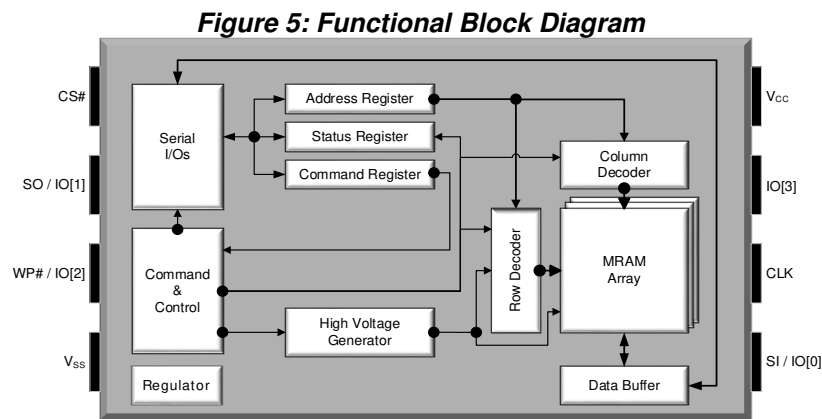 Figure 5: Functional Block Diagram
CS#
SO / IO[1]
WP# / IO[2]
VSS
Serial
I/Os
Command
&
Control
Regulator
Address Register
Status Register
Command Register
High Voltage
Generator
Row Decoder
Column
Decoder
MRAM
Array
Data Buffer
VCC
IO[3]
CLK
SI / IO[0]